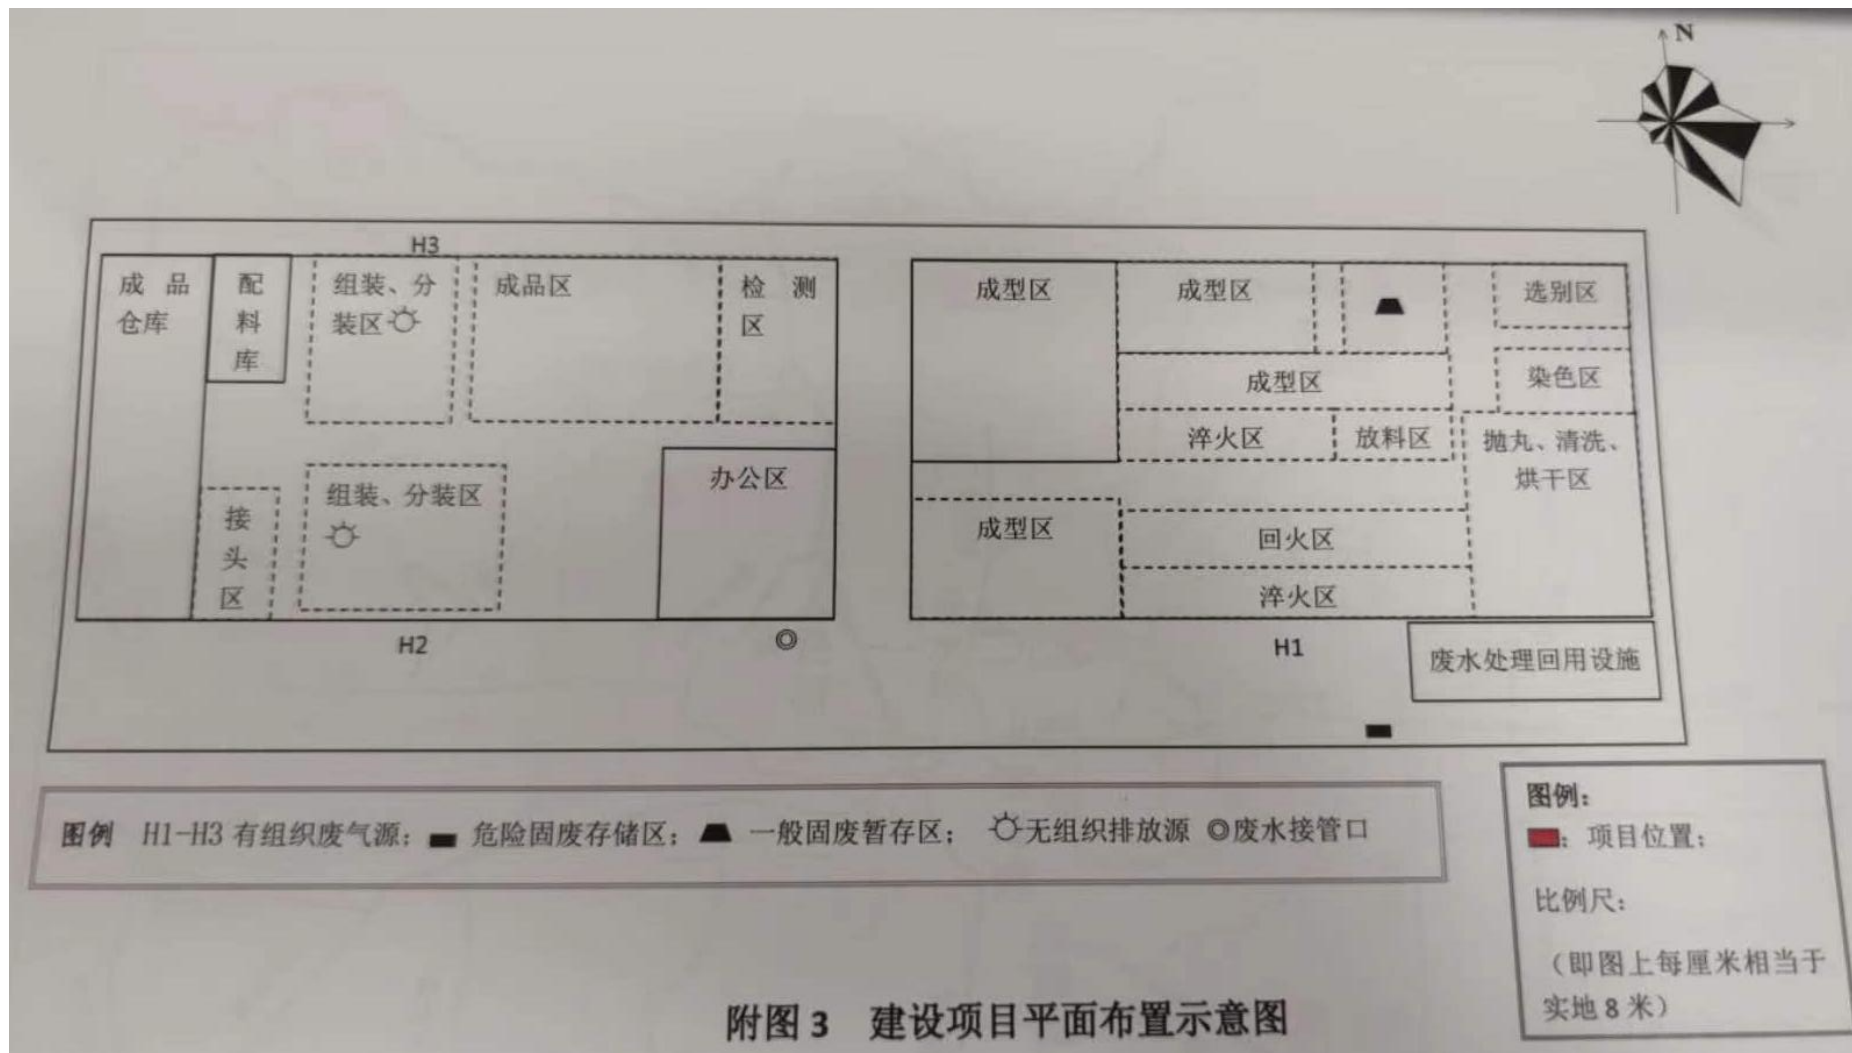 N
H3
成 品
仓库
配
料
库
组装、分
装区
成品区
检 测
区
成型区
成型区
选别区
成型区
染色区
淬火区
放料区
抛丸、清洗、
烘干区
办公区
组装、分装区
接
头
区
成型区
回火区
淬火区
H2
H1
废水处理回用设施
图例 H1-H3 有组织废气源； 危险固废存储区； 一般固废暂存区； 无组织排放源 废水接管口
图例：
：项目位置；
比例尺：
（即图上每厘米相当于
实地 8 米）
附图 3 建设项目平面布置示意图